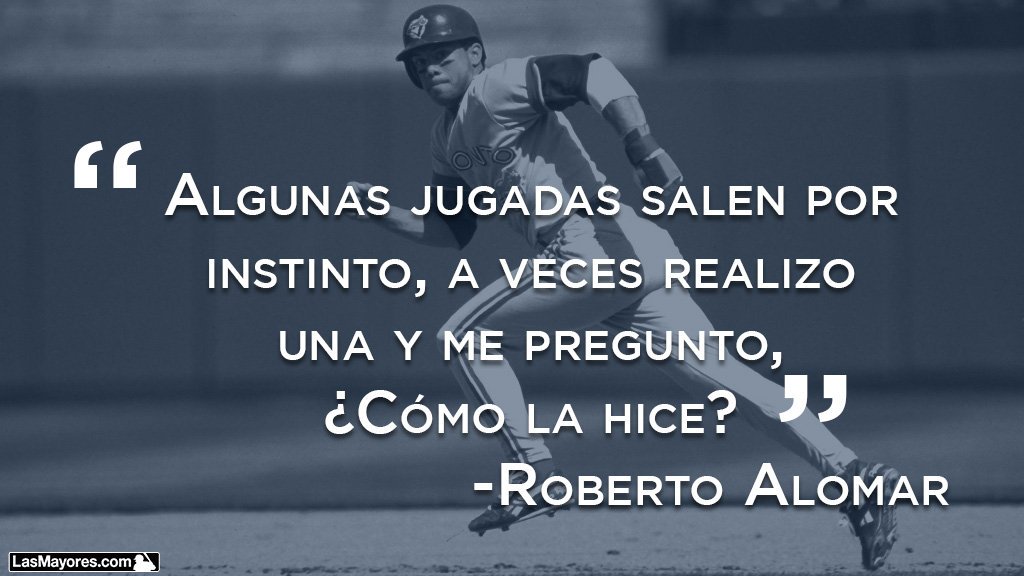 “ Algunas jugadas salen por
instinto, a veces realizo
una y me pregunto,
¿Cómo la hice? ”
-Roberto Alomar
LasMayores.com